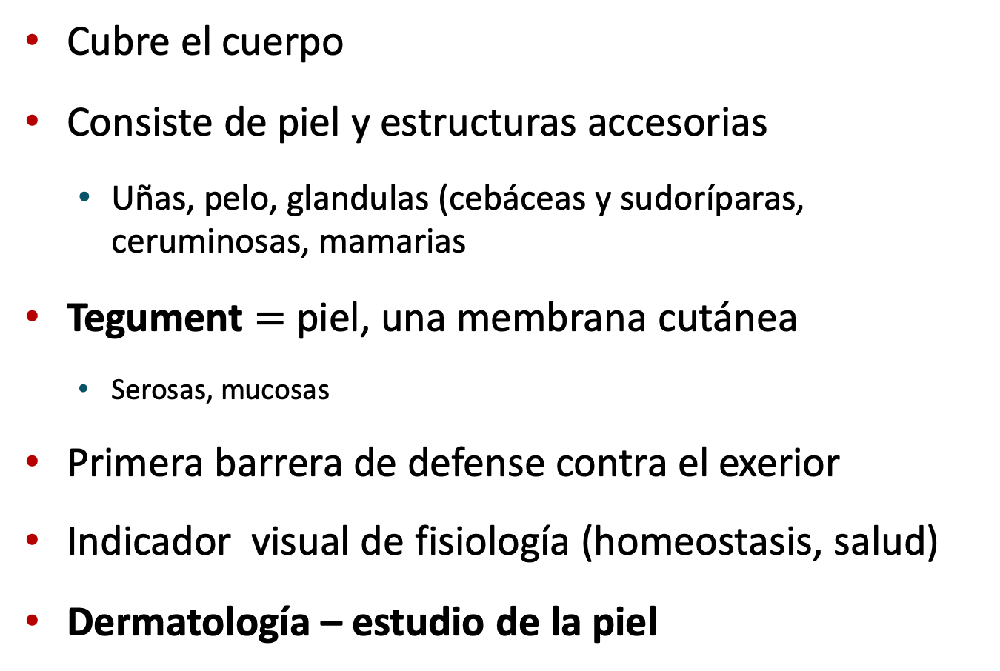 • Cubre el cuerpo
• Consiste de piel y estructuras accesorias
• Uñas, pelo, glandulas (cebáceas y sudoríparas,
ceruminosas, mamarias
• Tegument = piel, una membrana cutánea
• Serosas, mucosas
• Primera barrera de defense contra el exerior
• Indicador  visual de fisiología (homeostasis, salud)
• Dermatología – estudio de la piel